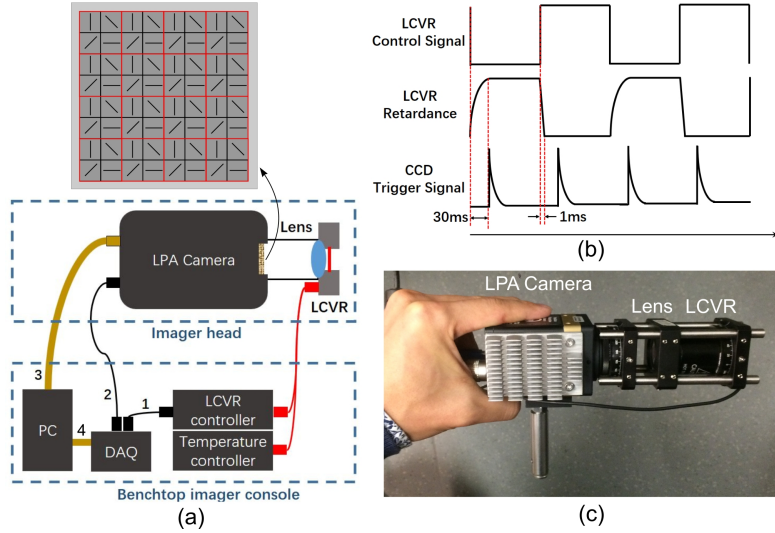 LPA Camera
Lens
LCVR
Imager head
3
2
1
4
PC
DAQ
LCVR
controller
Temperature
controller
Benchtop imager console
(a)
LCVR
Control Signal
LCVR
Retardance
CCD
Trigger Signal
30ms
1ms
(b)
LPA Camera
Lens LCVR
(c)